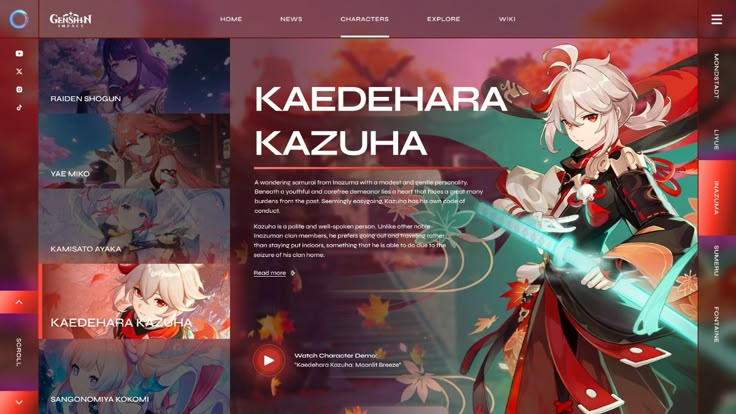 GENSHIN
IMPACT
HOME
NEWS
CHARACTERS
EXPLORE
WIKI
RAIDEN SHOGUN
YAE MIKO
KAMISATO AYAKA
KAEDEHARA KAZUHA
SANGONOMIYA KOKOMI
SCROLL
KAEDEHARA
KAZUHA
A wandering samurai from Inazuma with a modest and gentle personality.
Beneath a youthful and carefree demeanor lies a heart that hides a great many
burdens from the past. Seemingly easygoing, Kazuha has his own code of
conduct.
Kazuha is a polite and well-spoken person. Unlike other noble
Inazuman clan members, he prefers going out and traveling rather
than staying put indoors, something that he is able to do due to the
seizure of his clan home.
Read more
Watch Character Demo:
"Kaedehara Kazuha: Moonlit Breeze"
MONDSTADT
LIYUE
INAZUMA
SUMERU
FONTAINE